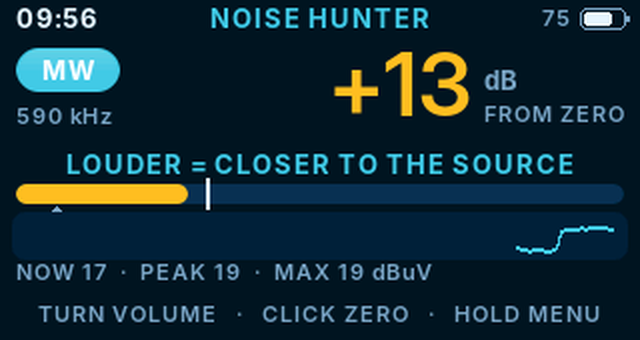 09:56 NOISE HUNTER 75
MW +13 dB
590 kHz FROM ZERO
LOUDER = CLOSER TO THE SOURCE
NOW 17 · PEAK 19 · MAX 19 dBuV
TURN VOLUME · CLICK ZERO · HOLD MENU